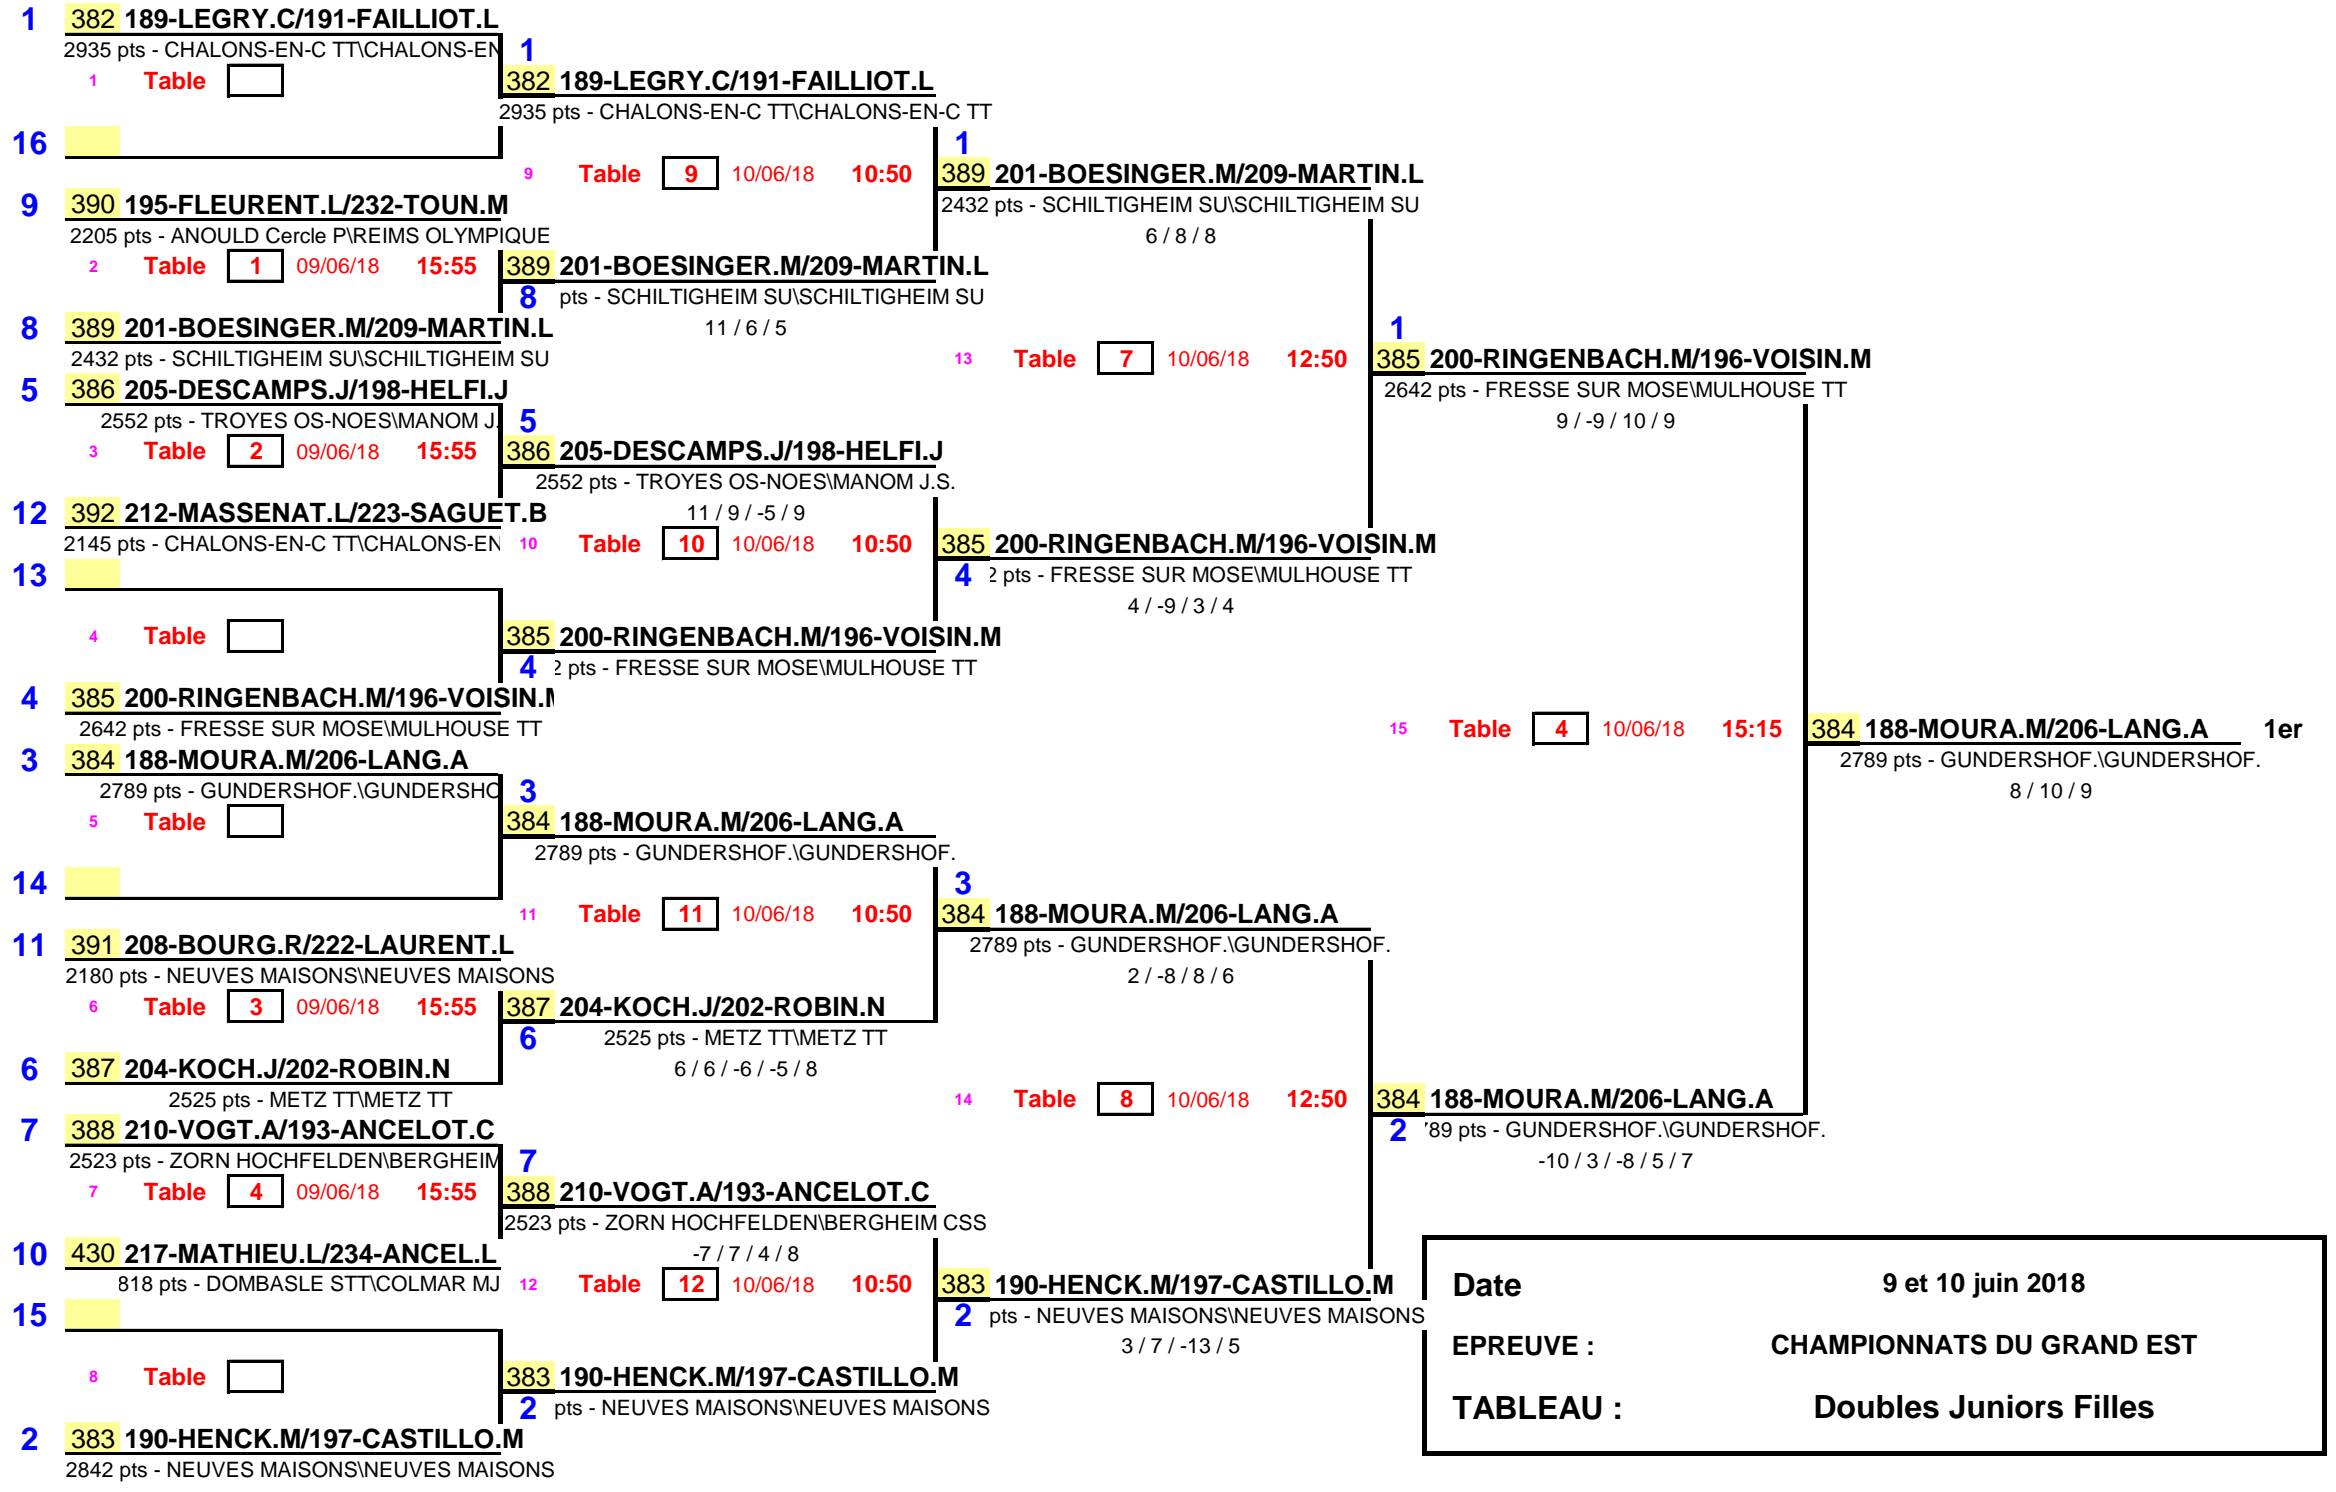 1 382 189-LEGRY.C/191-FAILLIOT.L
2935 pts - CHALONS-EN-C TT\CHALONS-EN
1 Table
16
9 390 195-FLEURENT.L/232-TOUN.M
2205 pts - ANOULD Cercle P\REIMS OLYMPIQUE
2 Table 1 09/06/18 15:55
8 389 201-BOESINGER.M/209-MARTIN.L
2432 pts - SCHILTIGHEIM SU\SCHILTIGHEIM SU
5 386 205-DESCAMPS.J/198-HELFI.J
2552 pts - TROYES OS-NOES\MANOM J.
3 Table 2 09/06/18 15:55
12 392 212-MASSENAT.L/223-SAGUET.B
2145 pts - CHALONS-EN-C TT\CHALONS-EN
13
4 Table
4 385 200-RINGENBACH.M/196-VOISIN.M
2642 pts - FRESSE SUR MOSE\MULHOUSE TT
3 384 188-MOURA.M/206-LANG.A
2789 pts - GUNDERSHOF.\GUNDERSHO
5 Table
14
11 391 208-BOURG.R/222-LAURENT.L
2180 pts - NEUVES MAISONS\NEUVES MAISONS
6 Table 3 09/06/18 15:55
6 387 204-KOCH.J/202-ROBIN.N
2525 pts - METZ TT\METZ TT
7 388 210-VOGT.A/193-ANCELOT.C
2523 pts - ZORN HOCHFELDEN\BERGHEIM
7 Table 4 09/06/18 15:55
10 430 217-MATHIEU.L/234-ANCEL.L
818 pts - DOMBASLE STT\COLMAR MJ
15
8 Table
2 383 190-HENCK.M/197-CASTILLO.M
2842 pts - NEUVES MAISONS\NEUVES MAISONS
1
382 189-LEGRY.C/191-FAILLIOT.L
2935 pts - CHALONS-EN-C TT\CHALONS-EN-C TT
9 Table 9 10/06/18 10:50
389 201-BOESINGER.M/209-MARTIN.L
8 pts - SCHILTIGHEIM SU\SCHILTIGHEIM SU
11 / 6 / 5
5
386 205-DESCAMPS.J/198-HELFI.J
2552 pts - TROYES OS-NOES\MANOM J.S.
11 / 9 / -5 / 9
10 Table 10 10/06/18 10:50
385 200-RINGENBACH.M/196-VOISIN.M
4 2 pts - FRESSE SUR MOSE\MULHOUSE TT
3
384 188-MOURA.M/206-LANG.A
2789 pts - GUNDERSHOF.\GUNDERSHOF.
11 Table 11 10/06/18 10:50
387 204-KOCH.J/202-ROBIN.N
6 2525 pts - METZ TT\METZ TT
6 / 6 / -6 / -5 / 8
7
388 210-VOGT.A/193-ANCELOT.C
2523 pts - ZORN HOCHFELDEN\BERGHEIM CSS
-7 / 7 / 4 / 8
12 Table 12 10/06/18 10:50
383 190-HENCK.M/197-CASTILLO.M
2 pts - NEUVES MAISONS\NEUVES MAISONS
1
389 201-BOESINGER.M/209-MARTIN.L
2432 pts - SCHILTIGHEIM SU\SCHILTIGHEIM SU
6 / 8 / 8
13 Table 7 10/06/18 12:50
385 200-RINGENBACH.M/196-VOISIN.M
4 2 pts - FRESSE SUR MOSE\MULHOUSE TT
4 / -9 / 3 / 4
3
384 188-MOURA.M/206-LANG.A
2789 pts - GUNDERSHOF.\GUNDERSHOF.
2 / -8 / 8 / 6
14 Table 8 10/06/18 12:50
383 190-HENCK.M/197-CASTILLO.M
2 pts - NEUVES MAISONS\NEUVES MAISONS
3 / 7 / -13 / 5
1
385 200-RINGENBACH.M/196-VOISIN.M
2642 pts - FRESSE SUR MOSE\MULHOUSE TT
9 / -9 / 10 / 9
15 Table 4 10/06/18 15:15
384 188-MOURA.M/206-LANG.A
2 789 pts - GUNDERSHOF.\GUNDERSHOF.
-10 / 3 / -8 / 5 / 7
384 188-MOURA.M/206-LANG.A 1er
2789 pts - GUNDERSHOF.\GUNDERSHOF.
8 / 10 / 9
Date 9 et 10 juin 2018
EPREUVE : CHAMPIONNATS DU GRAND EST
TABLEAU : Doubles Juniors Filles